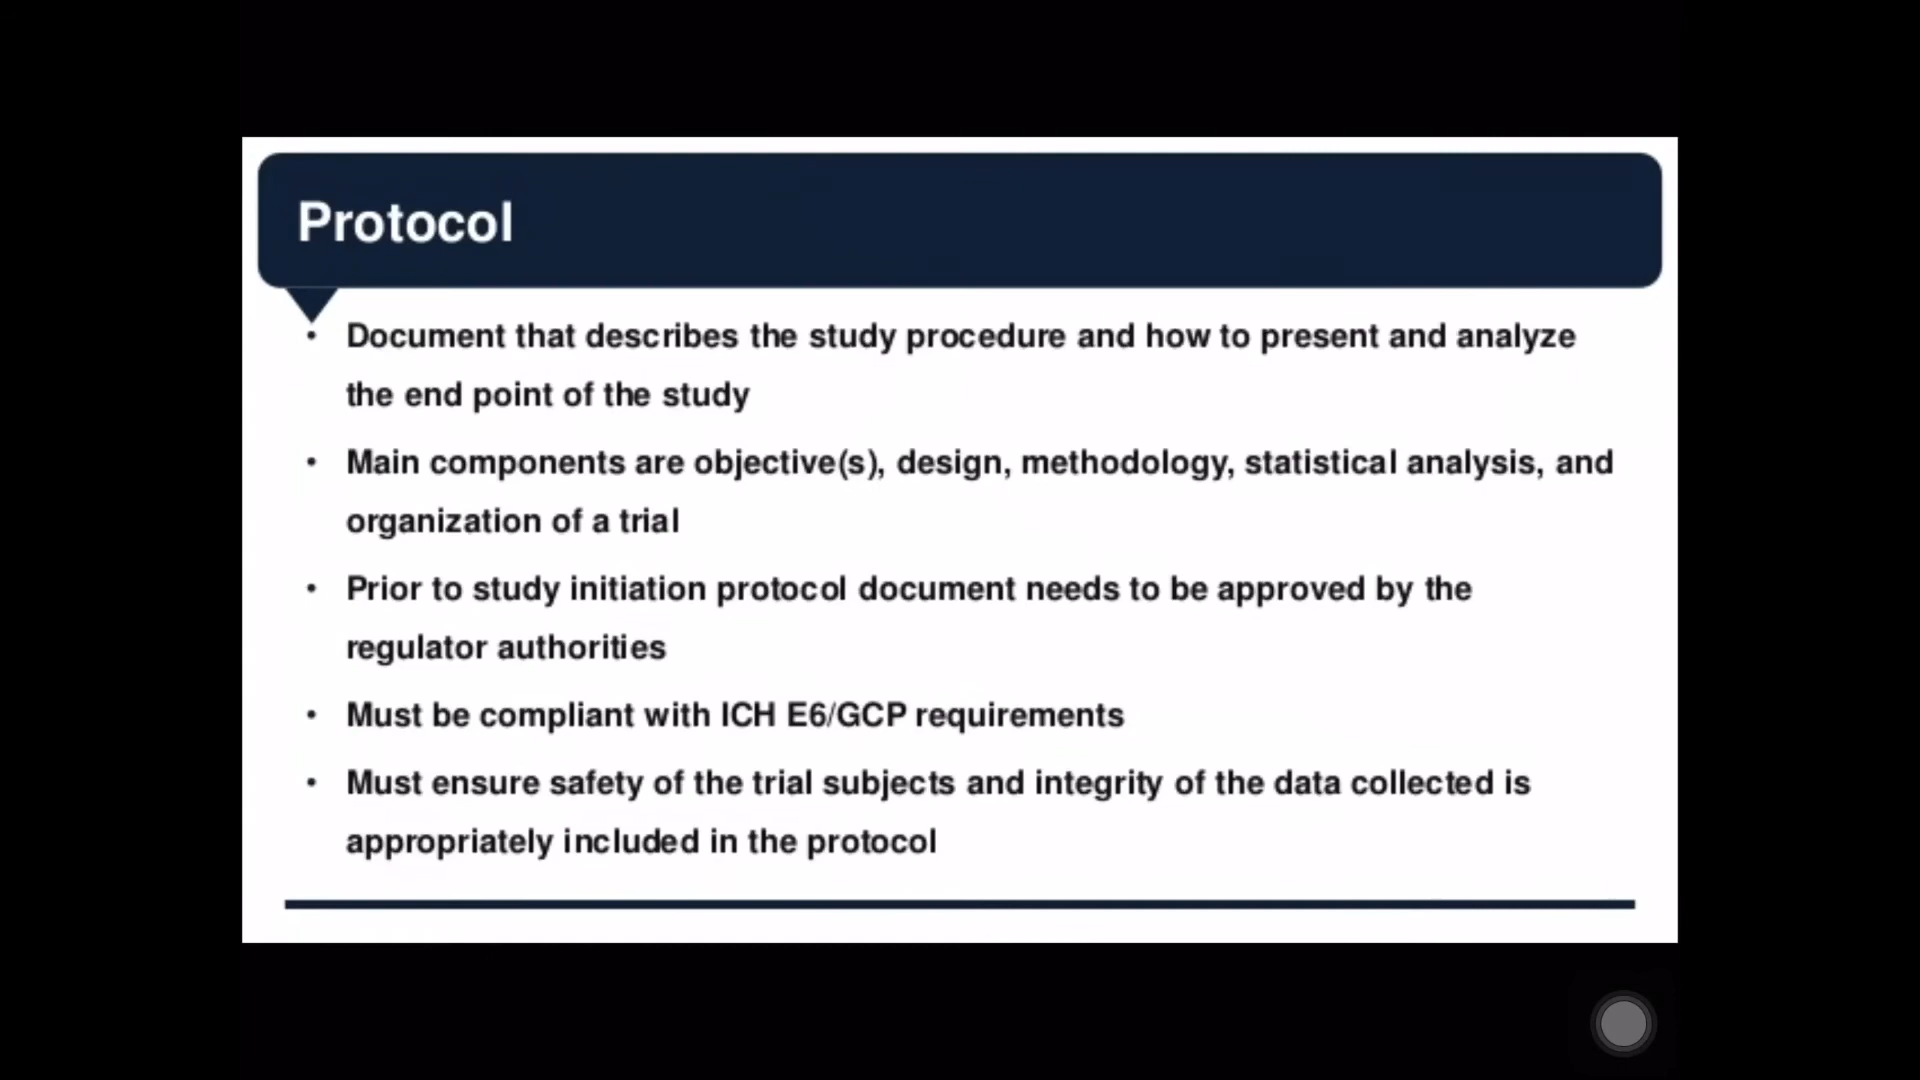 Protocol
• Document that describes the study procedure and how to present and analyze
the end point of the study
• Main components are objective(s), design, methodology, statistical analysis, and
organization of a trial
• Prior to study initiation protocol document needs to be approved by the
regulator authorities
• Must be compliant with ICH E6/GCP requirements
• Must ensure safety of the trial subjects and integrity of the data collected is
appropriately included in the protocol